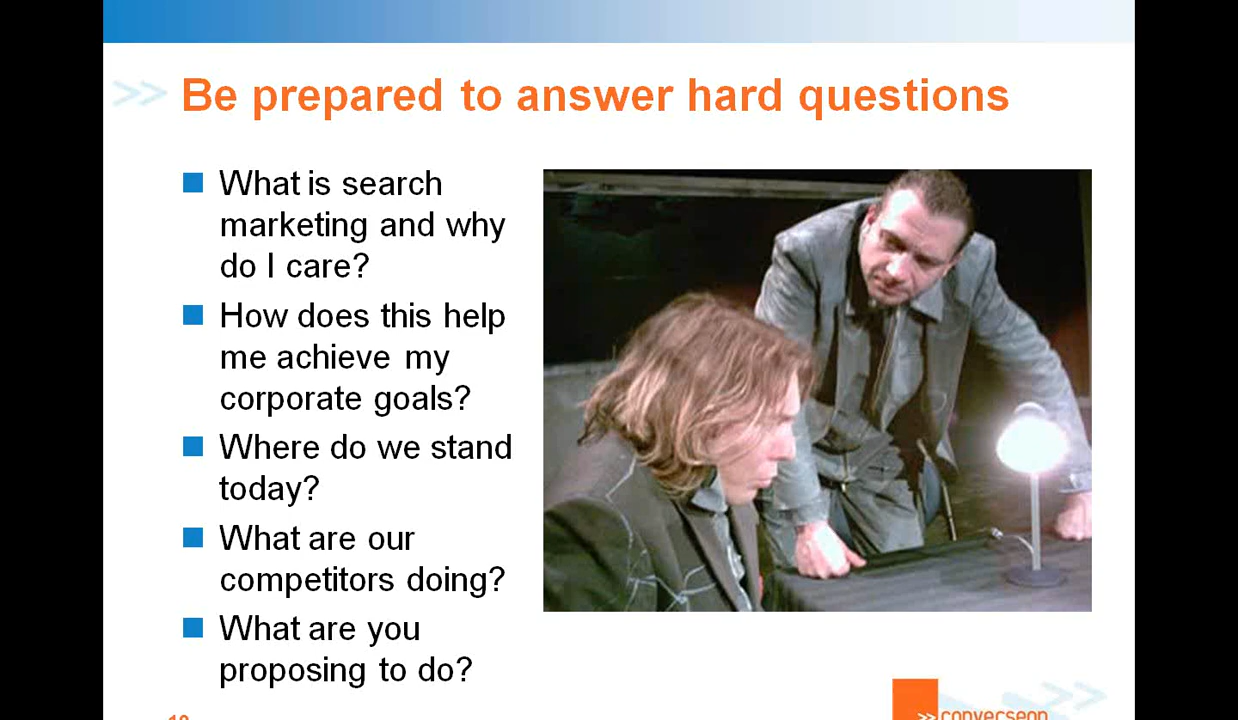 >> Be prepared to answer hard questions
What is search
marketing and why
do I care?
How does this help
me achieve my
corporate goals?
Where do we stand
today?
What are our
competitors doing?
What are you
proposing to do?
>> converseon